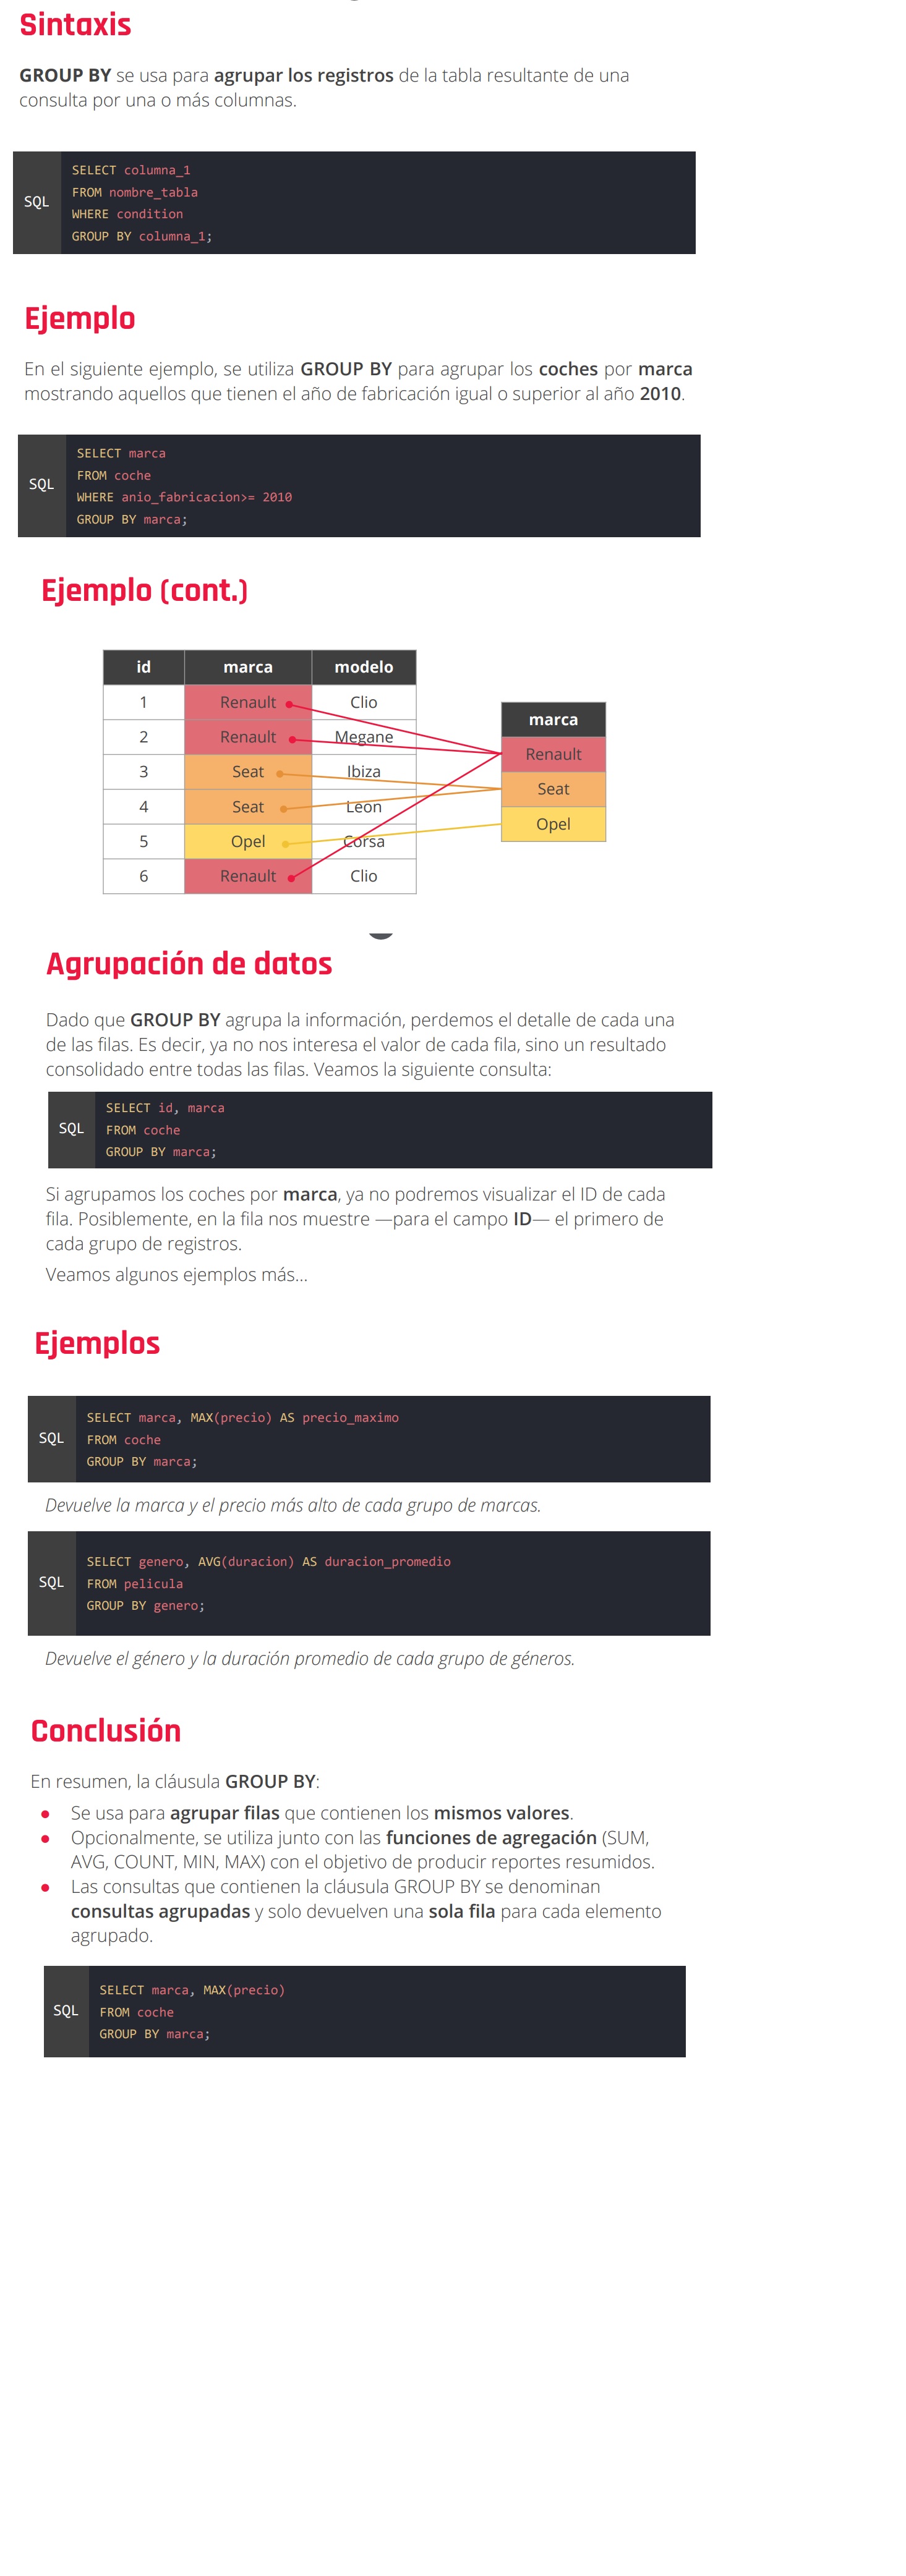 Sintaxis
GROUP BY se usa para agrupar los registros de la tabla resultante de una
consulta por una o más columnas.
SQL
SELECT columna_1
FROM nombre_tabla
WHERE condition
GROUP BY columna_1;
Ejemplo
En el siguiente ejemplo, se utiliza GROUP BY para agrupar los coches por marca
mostrando aquellos que tienen el año de fabricación igual o superior al año 2010.
SQL
SELECT marca
FROM coche
WHERE anio_fabricacion>= 2010
GROUP BY marca;
Ejemplo (cont.)
id marca modelo
1 Renault Clio
2 Renault Megane
3 Seat Ibiza
4 Seat Leon
5 Opel Corsa
6 Renault Clio
marca
Renault
Seat
Opel
Agrupación de datos
Dado que GROUP BY agrupa la información, perdemos el detalle de cada una
de las filas. Es decir, ya no nos interesa el valor de cada fila, sino un resultado
consolidado entre todas las filas. Veamos la siguiente consulta:
SQL
SELECT id, marca
FROM coche
GROUP BY marca;
Si agrupamos los coches por marca, ya no podremos visualizar el ID de cada
fila. Posiblemente, en la fila nos muestre —para el campo ID— el primero de
cada grupo de registros.
Veamos algunos ejemplos más...
Ejemplos
SQL
SELECT marca, MAX(precio) AS precio_maximo
FROM coche
GROUP BY marca;
Devuelve la marca y el precio más alto de cada grupo de marcas.
SQL
SELECT genero, AVG(duracion) AS duracion_promedio
FROM pelicula
GROUP BY genero;
Devuelve el género y la duración promedio de cada grupo de géneros.
Conclusión
En resumen, la cláusula GROUP BY:
● Se usa para agrupar filas que contienen los mismos valores.
● Opcionalmente, se utiliza junto con las funciones de agregación (SUM,
AVG, COUNT, MIN, MAX) con el objetivo de producir reportes resumidos.
● Las consultas que contienen la cláusula GROUP BY se denominan
consultas agrupadas y solo devuelven una sola fila para cada elemento
agrupado.
SQL
SELECT marca, MAX(precio)
FROM coche
GROUP BY marca;